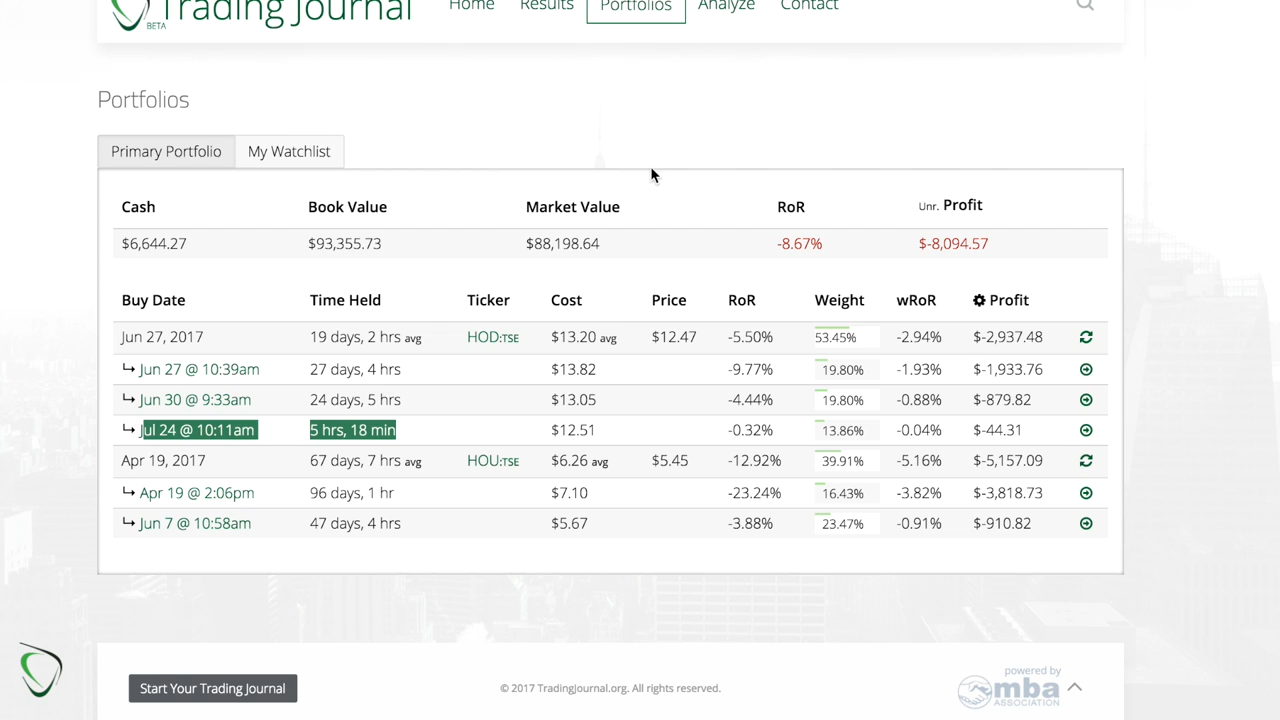 Trading Journal
BETA
Home Results Portfolios Analyze Contact
Portfolios
Primary Portfolio My Watchlist
Cash Book Value Market Value RoR Unr. Profit
$6,644.27 $93,355.73 $88,198.64 -8.67% $-8,094.57
Buy Date Time Held Ticker Cost Price RoR Weight wRoR Profit
Jun 27, 2017 19 days, 2 hrs avg HOD:TSE $13.20 avg $12.47 -5.50% 53.45% -2.94% $-2,937.48
Jun 27 @ 10:39am 27 days, 4 hrs $13.82 -9.77% 19.80% -1.93% $-1,933.76
Jun 30 @ 9:33am 24 days, 5 hrs $13.05 -4.44% 19.80% -0.88% $-879.82
Jul 24 @ 10:11am 5 hrs, 18 min $12.51 -0.32% 13.86% -0.04% $-44.31
Apr 19, 2017 67 days, 7 hrs avg HOU:TSE $6.26 avg $5.45 -12.92% 39.91% -5.16% $-5,157.09
Apr 19 @ 2:06pm 96 days, 1 hr $7.10 -23.24% 16.43% -3.82% $-3,818.73
Jun 7 @ 10:58am 47 days, 4 hrs $5.67 -3.88% 23.47% -0.91% $-910.82
Start Your Trading Journal
© 2017 TradingJournal.org. All rights reserved.
powered by
mba
ASSOCIATION